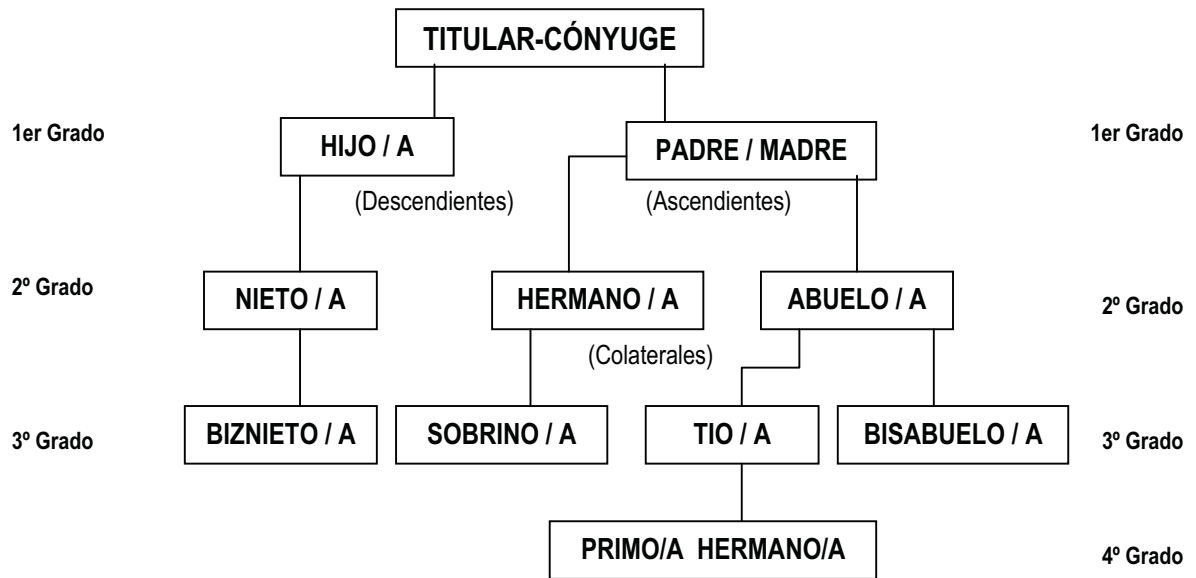 TITULAR-CÓNYUGE
1er Grado
HIJO / A
PADRE / MADRE
1er Grado
(Descendientes)
(Ascendientes)
2º Grado
NIETO / A
HERMANO / A
ABUELO / A
2º Grado
(Colaterales)
3º Grado
BIZNIETO / A
SOBRINO / A
TIO / A
BISABUELO / A
3º Grado
PRIMO/A HERMANO/A
4º Grado